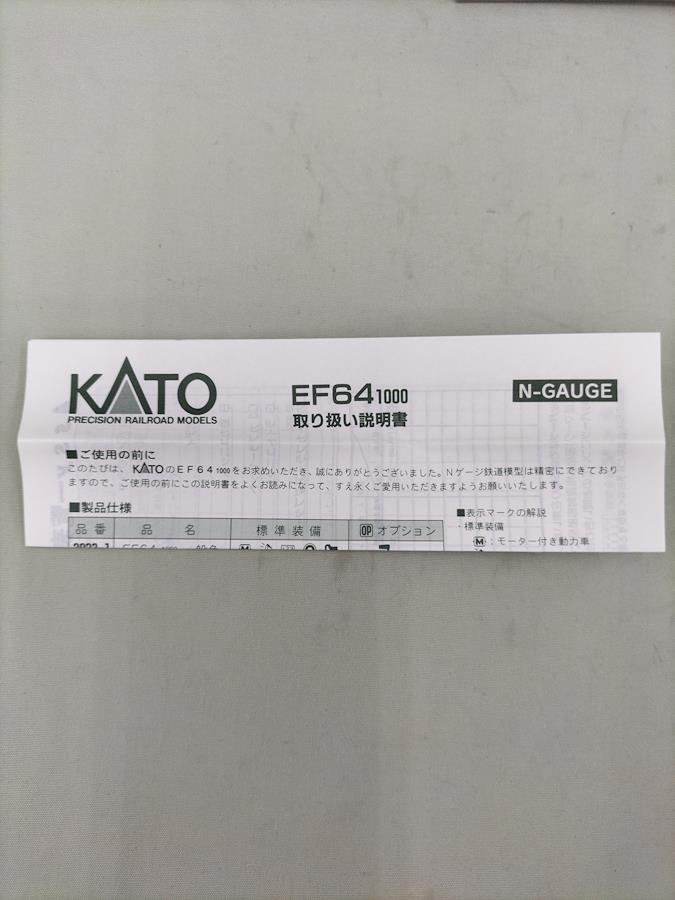 KATO
PRECISION RAILROAD MODELS
EF64 1000
取り扱い説明書
N-GAUGE
■ご使用の前に
このたびは、KATOのEF64 1000をお求めいただき、誠にありがとうございました。Nゲージ鉄道模型は精密にできており
ますので、ご使用の前にこの説明書をよくお読みになって、すえ永くご愛用いただきますようお願いいたします。
■製品仕様
品番 品名 標準装備 OP オプション
■表示マークの解説
・標準装備
M：モーター付き動力車